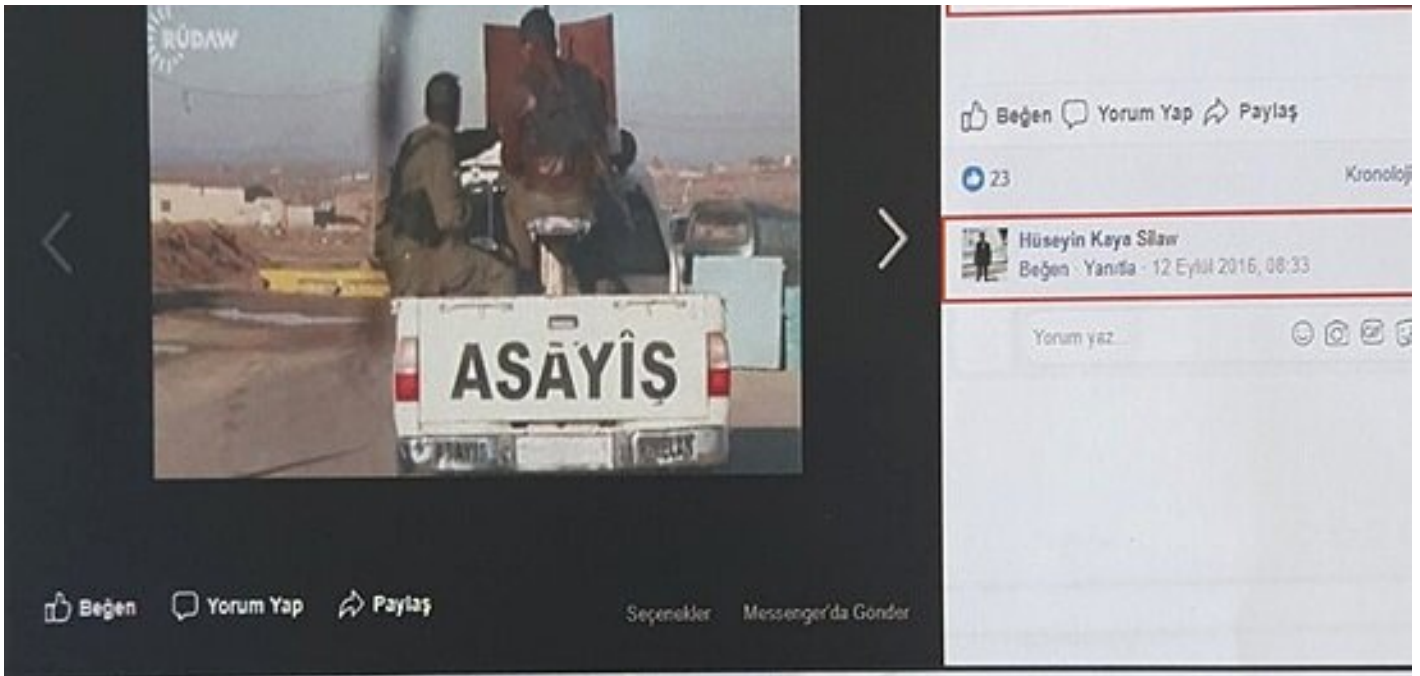 RÛDAW
ASAYÎŞ
ASAYIS
Beğen Yorum Yap Paylaş
Seçenekler Messenger'da Gönder
Beğen Yorum Yap Paylaş
23
Kronoloji
Hüseyin Kaya Silaw
Beğen · Yanıtla · 12 Eylül 2016, 08:33
Yorum yaz...